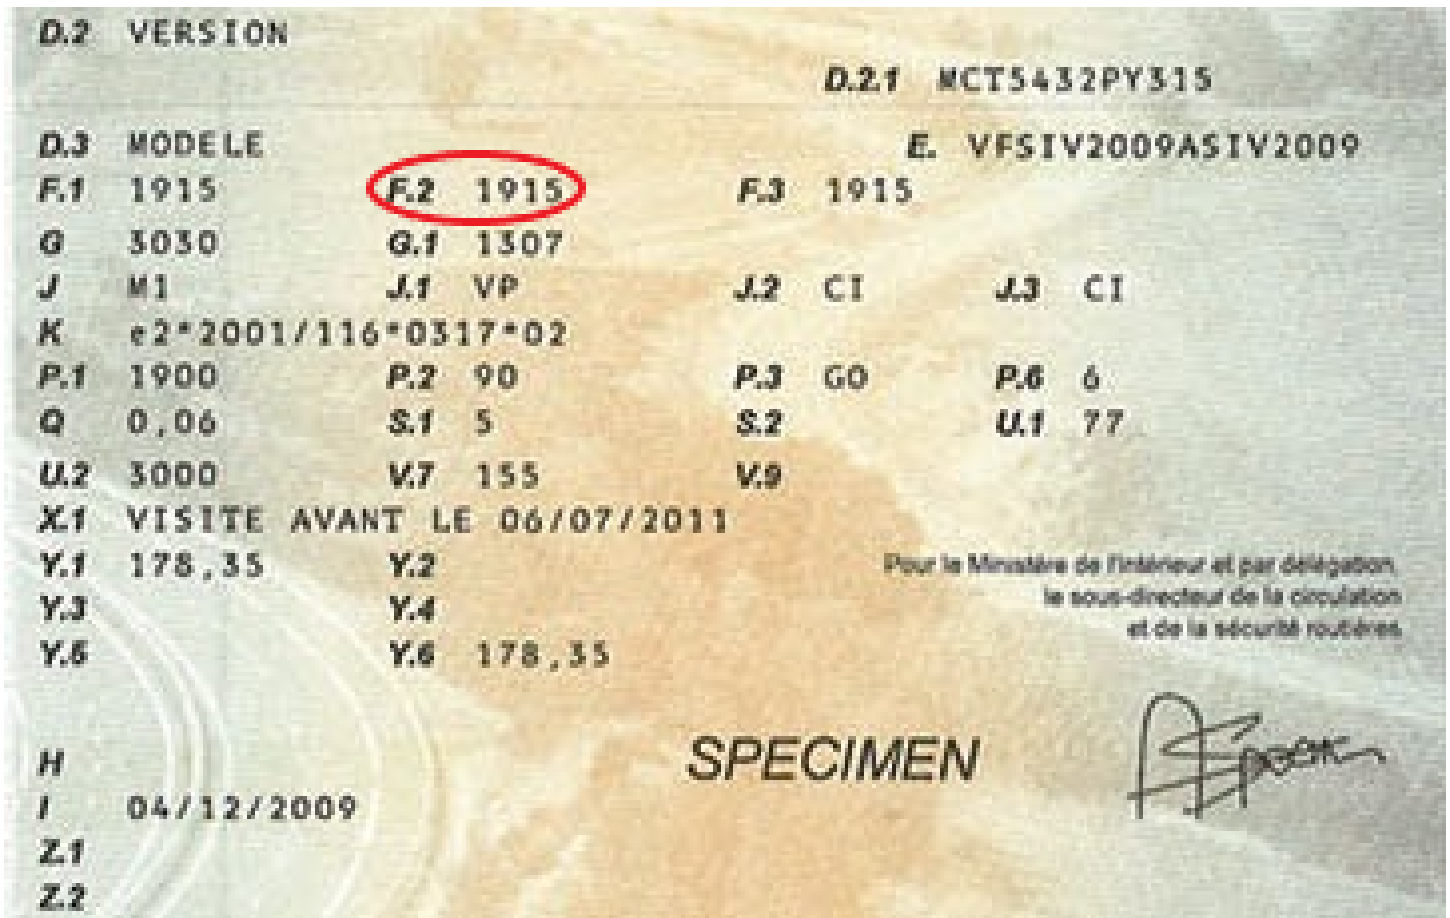 D.2 VERSION
D.2.1 MCT5432PY315
D.3 MODELE E. VFSIV2009ASIV2009
F.1 1915 F.2 1915 F.3 1915
G 3030 G.1 1307
J M1 J.1 VP J.2 CI J.3 CI
K e2*2001/116*0317*02
P.1 1900 P.2 90 P.3 GO P.6 6
Q 0,06 S.1 5 S.2 U.1 77
U.2 3000 V.7 155 V.9
X.1 VISITE AVANT LE 06/07/2011
Y.1 178,35 Y.2
Y.3 Y.4
Y.5 Y.6 178,35
Pour le Ministère de l'Intérieur et par délégation,
le sous-directeur de la circulation
et de la sécurité routières
H
SPECIMEN
I 04/12/2009
Z.1
Z.2